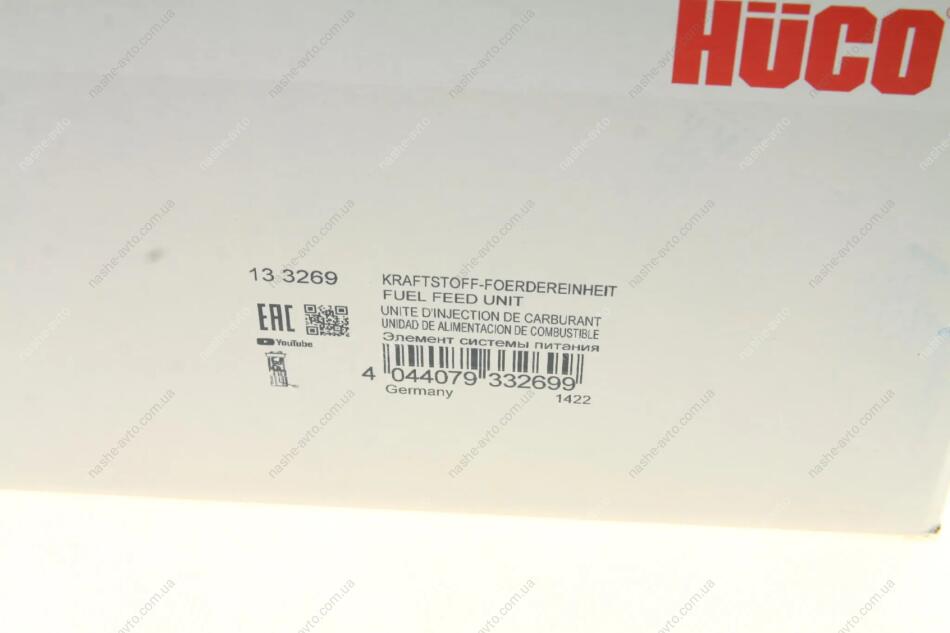 HÜCO
13 3269
KRAFTSTOFF-FOERDEREINHEIT
FUEL FEED UNIT
UNITE D'INJECTION DE CARBURANT
UNIDAD DE ALIMENTACION DE COMBUSTIBLE
Элемент системы питания
EAC
YouTube
4 044079 332699
Germany
1422
nashe-avto.com.ua